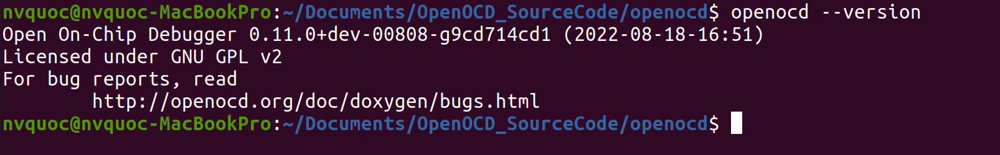 nvquoc@nvquoc-MacBookPro:~/Documents/OpenOCD_SourceCode/openocd$ openocd --version
Open On-Chip Debugger 0.11.0+dev-00808-g9cd714cd1 (2022-08-18-16:51)
Licensed under GNU GPL v2
For bug reports, read
        http://openocd.org/doc/doxygen/bugs.html
nvquoc@nvquoc-MacBookPro:~/Documents/OpenOCD_SourceCode/openocd$